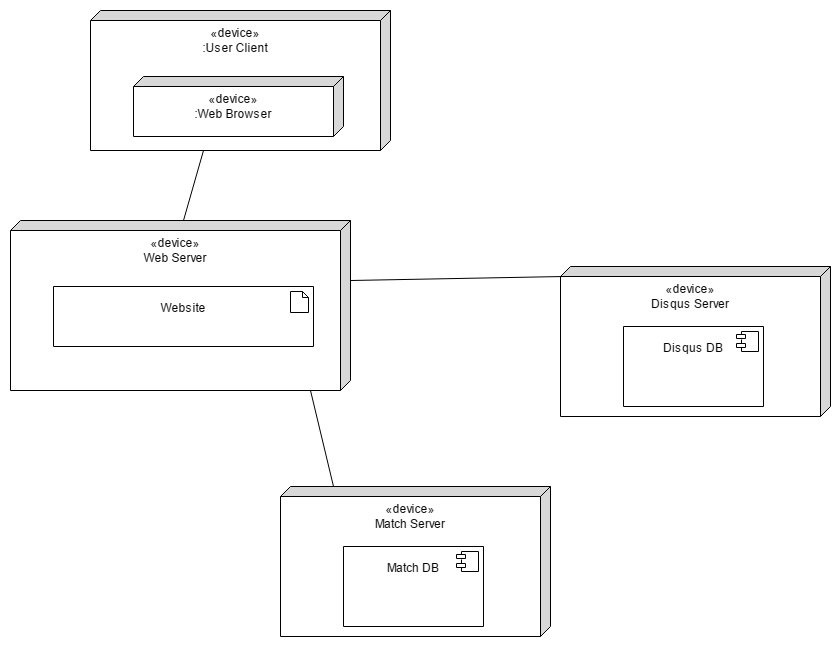 «device»
:User Client
«device»
:Web Browser
«device»
Web Server
Website
«device»
Disqus Server
Disqus DB
«device»
Match Server
Match DB